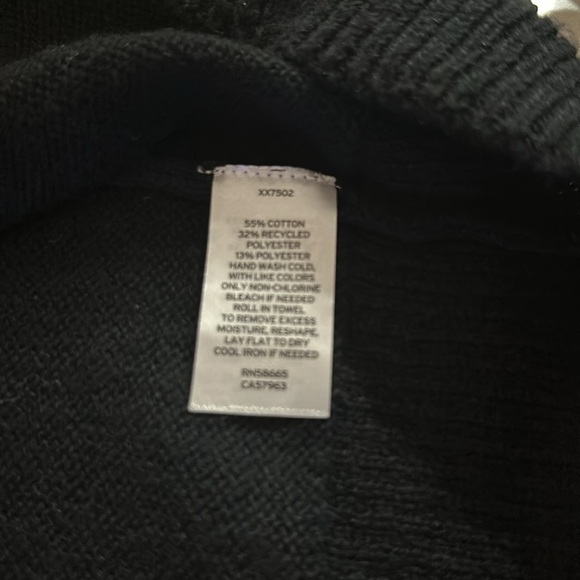 XX7502
55% COTTON
32% RECYCLED
POLYESTER
13% POLYESTER
HAND WASH COLD,
WITH LIKE COLORS
ONLY NON-CHLORINE
BLEACH IF NEEDED
ROLL IN TOWEL
TO REMOVE EXCESS
MOISTURE, RESHAPE,
LAY FLAT TO DRY
COOL IRON IF NEEDED
RN58665
CA57963